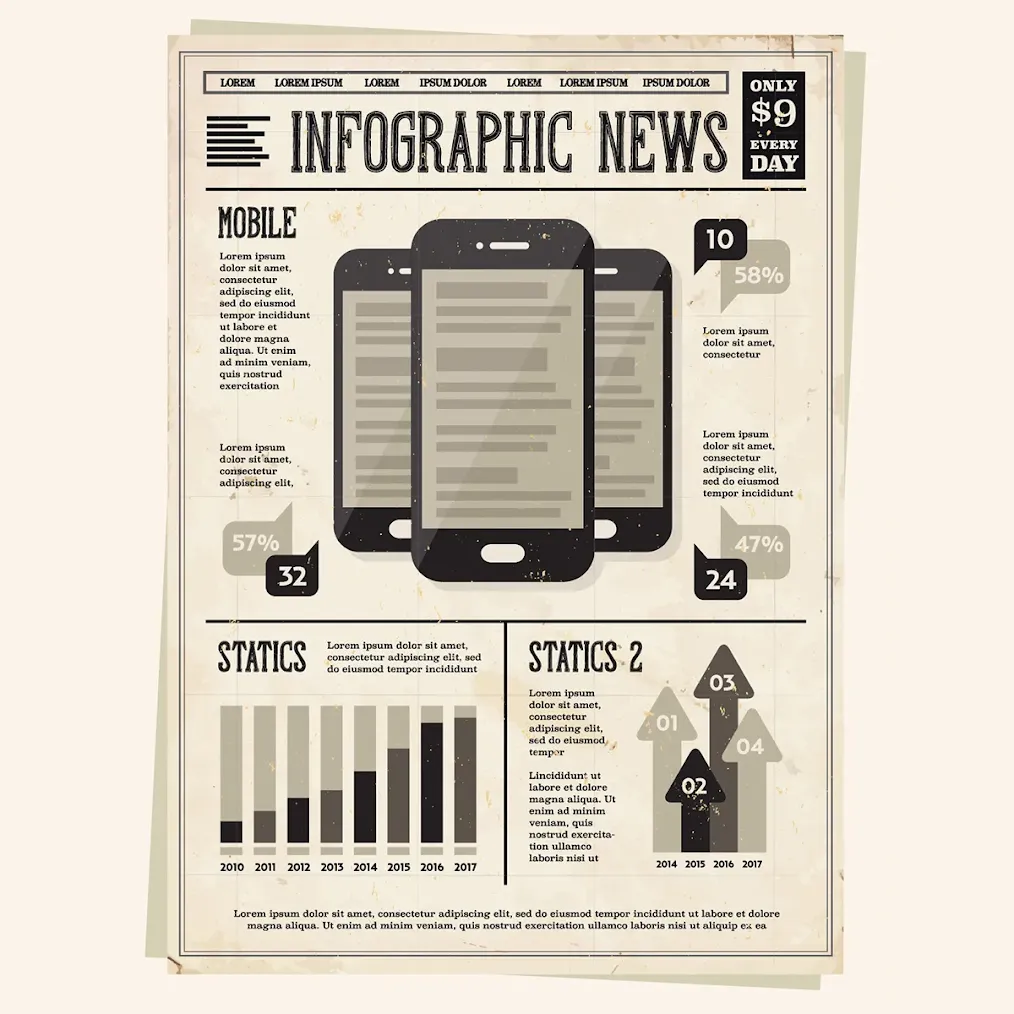 LOREM LOREM IPSUM LOREM IPSUM DOLOR LOREM LOREM IPSUM IPSUM DOLOR
ONLY
$9
EVERY
DAY
INFOGRAPHIC NEWS
MOBILE
Lorem ipsum
dolor sit amet,
consectetur
adipiscing elit,
sed do eiusmod
tempor incididunt
ut labore et
dolore magna
aliqua. Ut enim
ad minim veniam,
quis nostrud
exercitation
Lorem ipsum
dolor sit amet,
consectetur
adipiscing elit,
57%
32
10
58%
Lorem ipsum
dolor sit amet,
consectetur
Lorem ipsum
dolor sit amet,
consectetur
adipiscing elit,
sed do eiusmod
tempor incididunt
47%
24
STATICS
Lorem ipsum dolor sit amet,
consectetur adipiscing elit, sed
do eiusmod tempor incididunt
2010 2011 2012 2013 2014 2015 2016 2017
STATICS 2
Lorem ipsum
dolor sit amet,
consectetur
adipiscing elit,
sed do eiusmod
tempor
Lincididunt ut
labore et dolore
magna aliqua. Ut
enim ad minim
veniam, quis
nostrud exercita-
tion ullamco
laboris nisi ut
03
01
04
02
2014 2015 2016 2017
Lorem ipsum dolor sit amet, consectetur adipiscing elit, sed do eiusmod tempor incididunt ut labore et dolore
magna aliqua. Ut enim ad minim veniam, quis nostrud exercitation ullamco laboris nisi ut aliquip ex ea